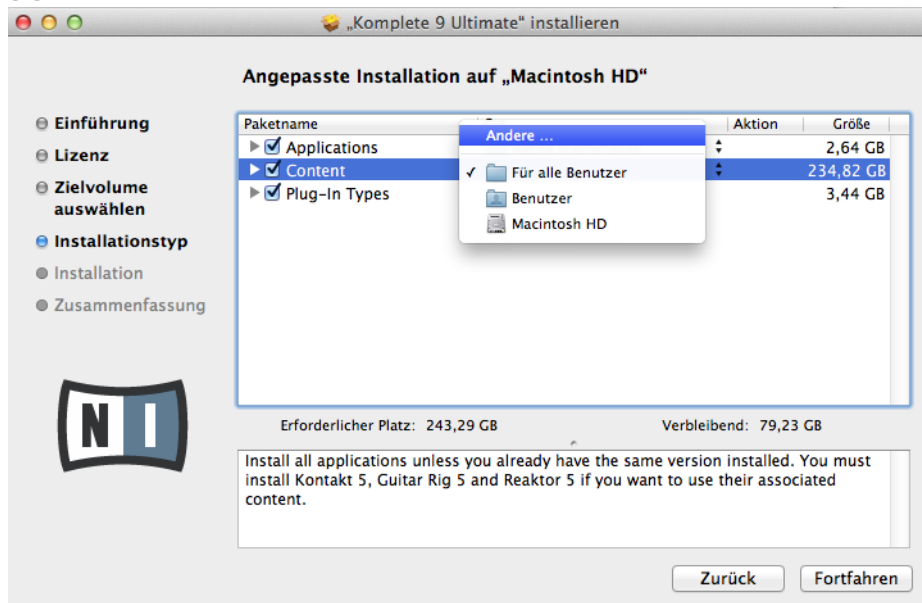 „Komplete 9 Ultimate" installieren
Angepasste Installation auf „Macintosh HD"
Einführung
Lizenz
Zielvolume
auswählen
Installationstyp
Installation
Zusammenfassung
Paketname Aktion Größe
Applications 2,64 GB
Content 234,82 GB
Plug-In Types 3,44 GB
Andere ...
Für alle Benutzer
Benutzer
Macintosh HD
NI
Erforderlicher Platz: 243,29 GB Verbleibend: 79,23 GB
Install all applications unless you already have the same version installed. You must
install Kontakt 5, Guitar Rig 5 and Reaktor 5 if you want to use their associated
content.
Zurück Fortfahren